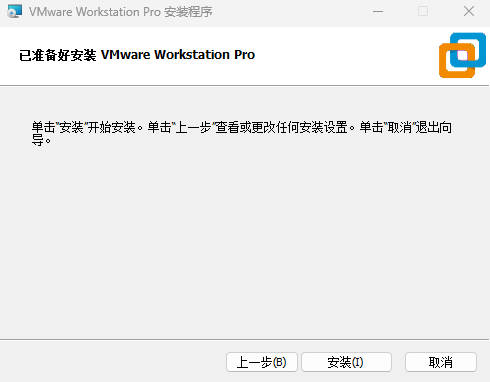 VMware Workstation Pro 安装程序
已准备好安装 VMware Workstation Pro
单击“安装”开始安装。单击“上一步”查看或更改任何安装设置。单击“取消”退出向
导。
上一步(B) 安装(I) 取消